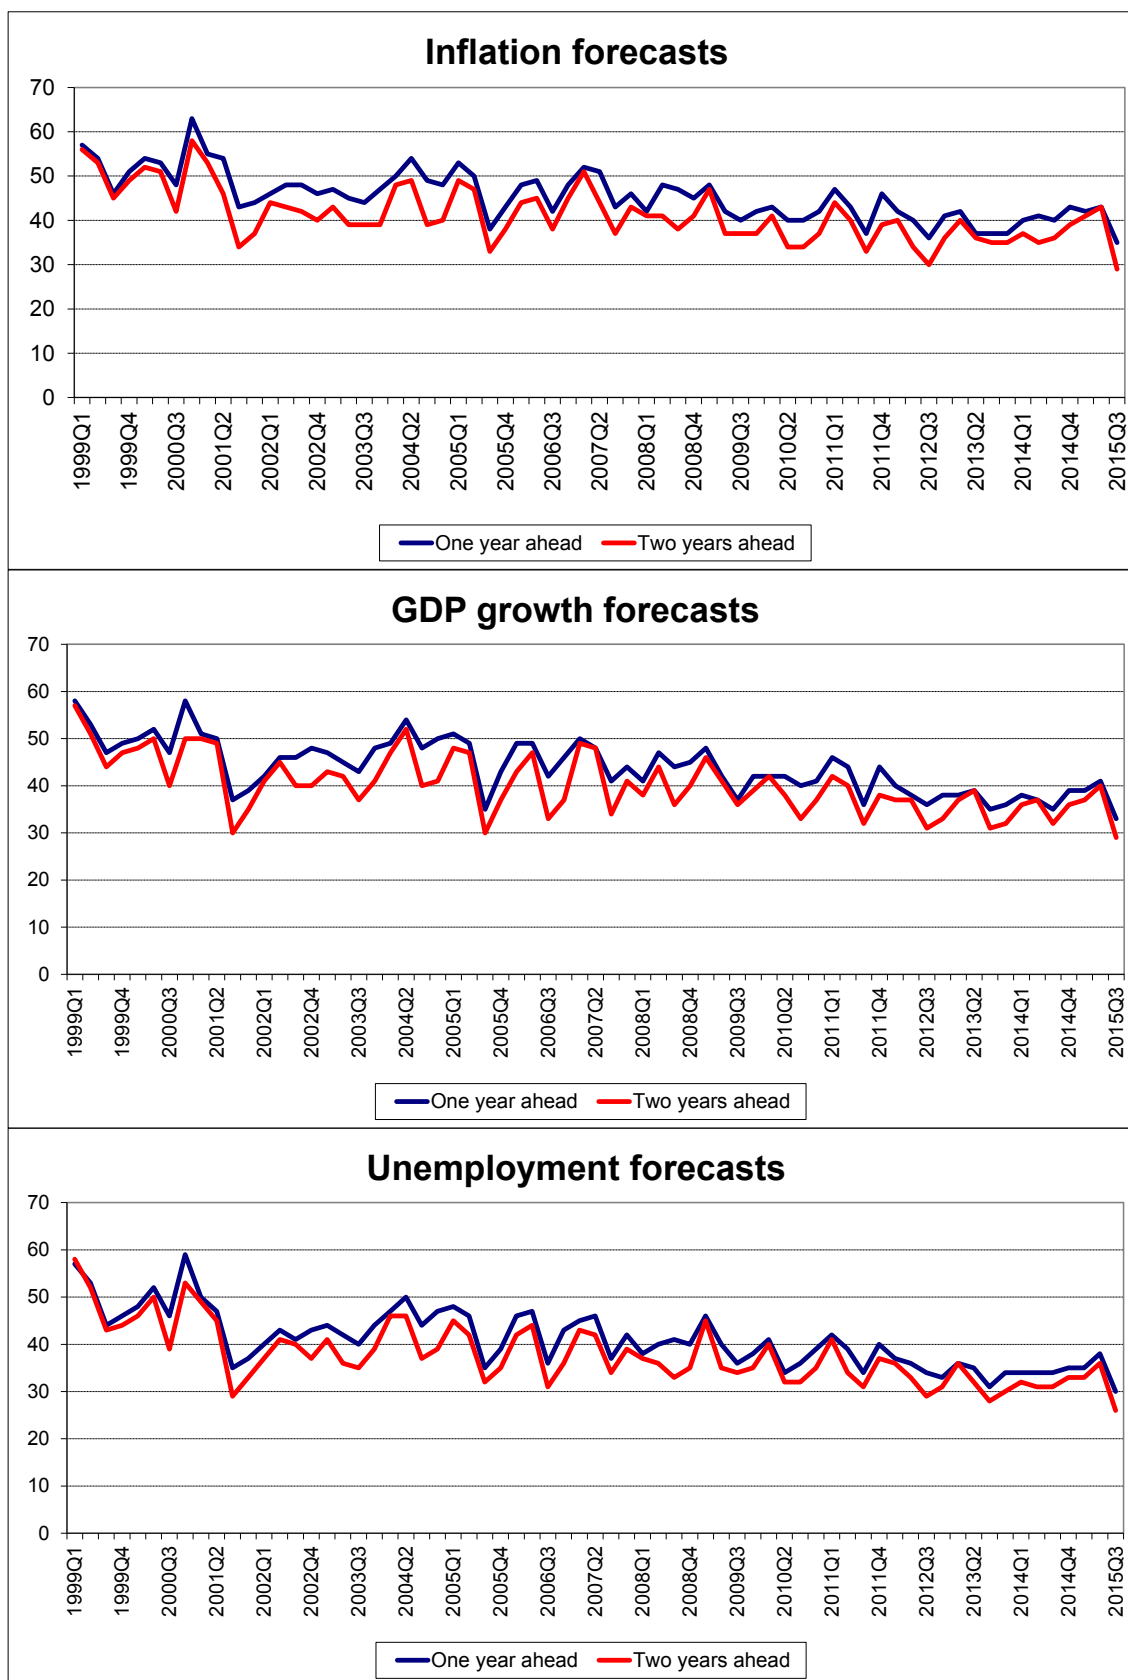 Inflation forecasts
70
60
50
40
30
20
10
0
1999Q1 1999Q4 2000Q3 2001Q2 2002Q1 2002Q4 2003Q3 2004Q2 2005Q1 2005Q4 2006Q3 2007Q2 2008Q1 2008Q4 2009Q3 2010Q2 2011Q1 2011Q4 2012Q3 2013Q2 2014Q1 2014Q4 2015Q3
One year ahead Two years ahead
GDP growth forecasts
70
60
50
40
30
20
10
0
1999Q1 1999Q4 2000Q3 2001Q2 2002Q1 2002Q4 2003Q3 2004Q2 2005Q1 2005Q4 2006Q3 2007Q2 2008Q1 2008Q4 2009Q3 2010Q2 2011Q1 2011Q4 2012Q3 2013Q2 2014Q1 2014Q4 2015Q3
One year ahead Two years ahead
Unemployment forecasts
70
60
50
40
30
20
10
0
1999Q1 1999Q4 2000Q3 2001Q2 2002Q1 2002Q4 2003Q3 2004Q2 2005Q1 2005Q4 2006Q3 2007Q2 2008Q1 2008Q4 2009Q3 2010Q2 2011Q1 2011Q4 2012Q3 2013Q2 2014Q1 2014Q4 2015Q3
One year ahead Two years ahead